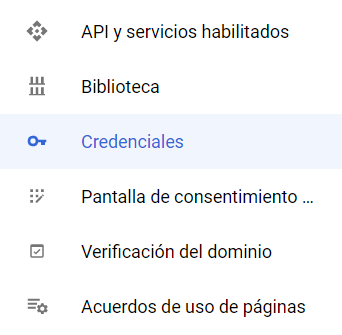 API y servicios habilitados
Biblioteca
Credenciales
Pantalla de consentimiento ...
Verificación del dominio
Acuerdos de uso de páginas